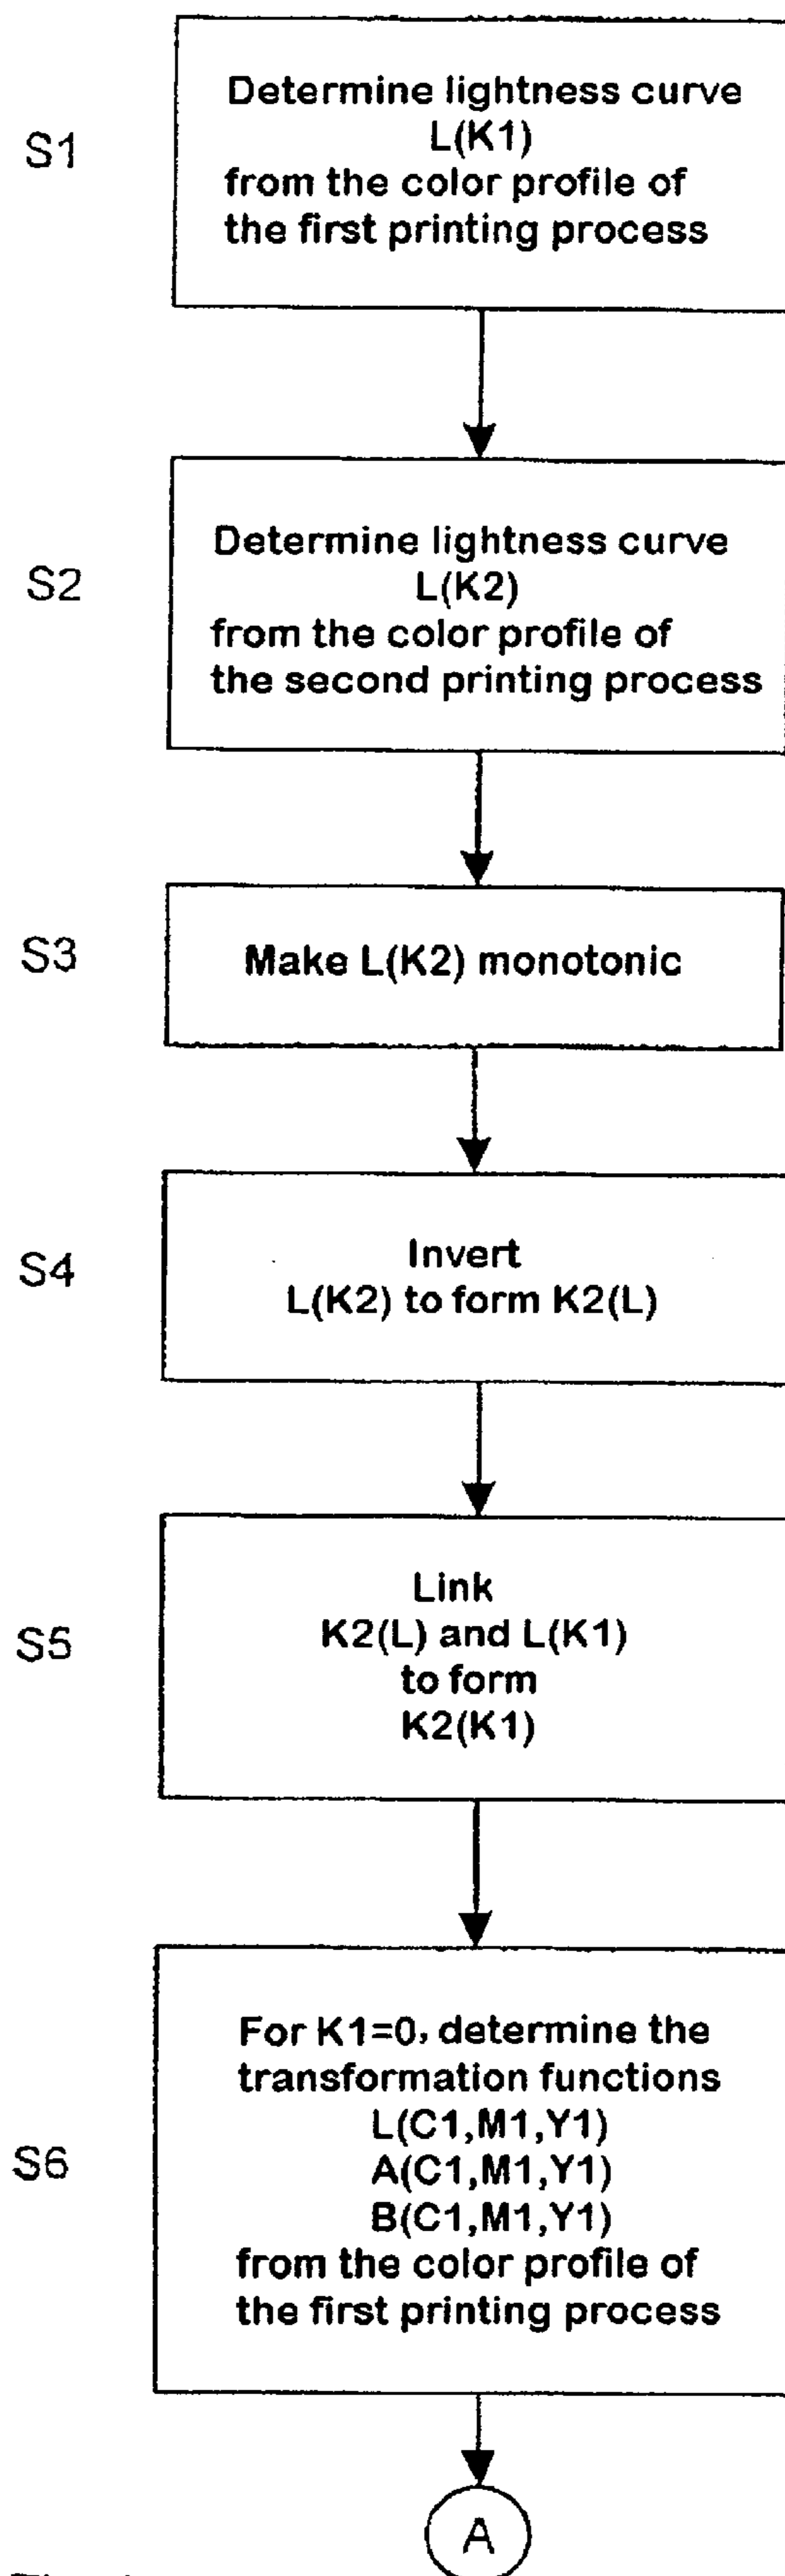 S1
Determine lightness curve
L(K1)
from the color profile of
the first printing process
S2
Determine lightness curve
L(K2)
from the color profile of
the second printing process
S3
Make L(K2) monotonic
S4
Invert
L(K2) to form K2(L)
S5
Link
K2(L) and L(K1)
to form
K2(K1)
S6
For K1=0, determine the
transformation functions
L(C1,M1,Y1)
A(C1,M1,Y1)
B(C1,M1,Y1)
from the color profile of
the first printing process
A